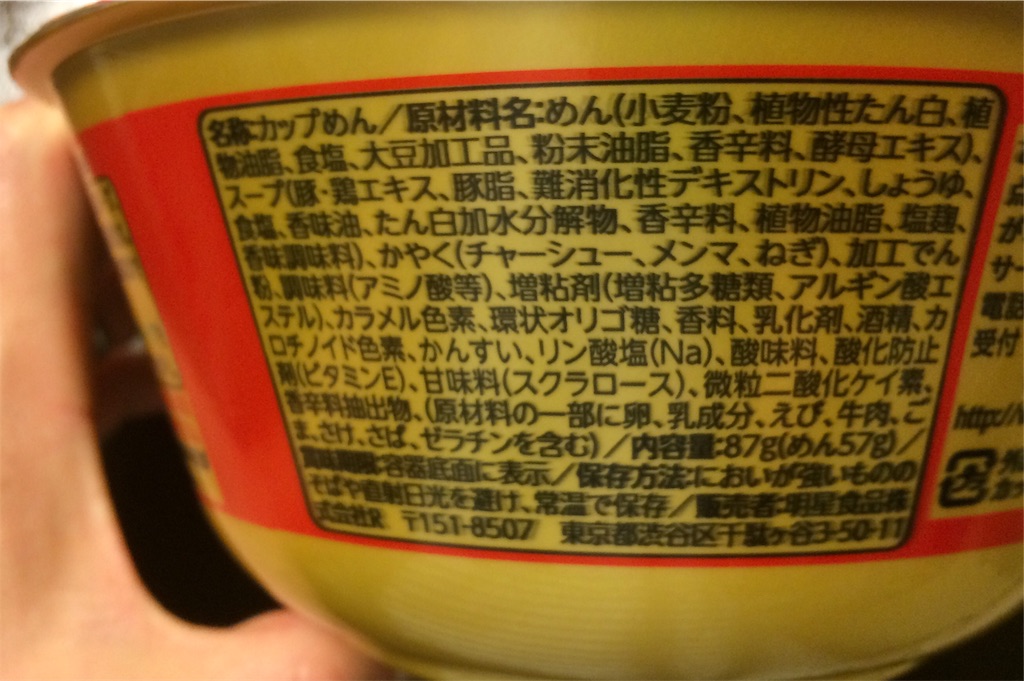 名称:カップめん／原材料名:めん(小麦粉、植物性たん白、植
物油脂、食塩、大豆加工品、粉末油脂、香辛料、酵母エキス)、
スープ(豚・鶏エキス、豚脂、難消化性デキストリン、しょうゆ、
食塩、香味油、たん白加水分解物、香辛料、植物油脂、塩麹、
香味調味料)、かやく(チャーシュー、メンマ、ねぎ)、加工でん
粉、調味料(アミノ酸等)、増粘剤(増粘多糖類、アルギン酸エ
ステル)、カラメル色素、環状オリゴ糖、香料、乳化剤、酒精、カ
ロチノイド色素、かんすい、リン酸塩(Na)、酸味料、酸化防止
剤(ビタミンE)、甘味料(スクラロース)、微粒二酸化ケイ素、
香辛料抽出物、(原材料の一部に卵、乳成分、えび、牛肉、ご
ま、さけ、さば、ゼラチンを含む)／内容量:87g(めん57g)／
賞味期限:容器底面に表示／保存方法:においが強いものの
そばや直射日光を避け、常温で保存／販売者:明星食品株
式会社R 〒151-8507 東京都渋谷区千駄ヶ谷3-50-11
点
が
サー
電話
受付
http://